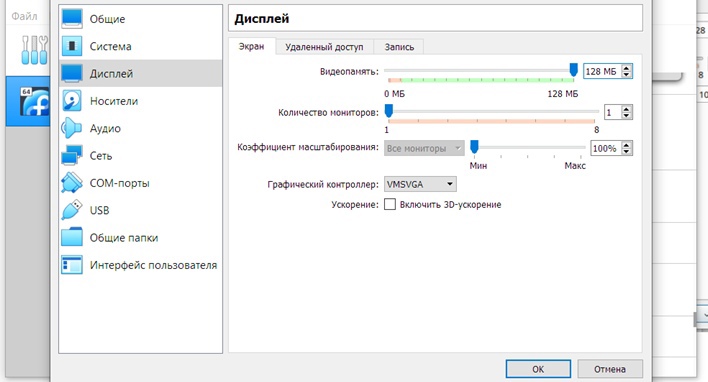 Файл
64
Общие
Система
Дисплей
Носители
Аудио
Сеть
COM-порты
USB
Общие папки
Интерфейс пользователя
Дисплей
Экран Удаленный доступ Запись
Видеопамять: 128 МБ
0 МБ 128 МБ
Количество мониторов: 1
1 8
Коэффициент масштабирования: Все мониторы 100%
Мин Макс
Графический контроллер: VMSVGA
Ускорение: Включить 3D-ускорение
OK Отмена